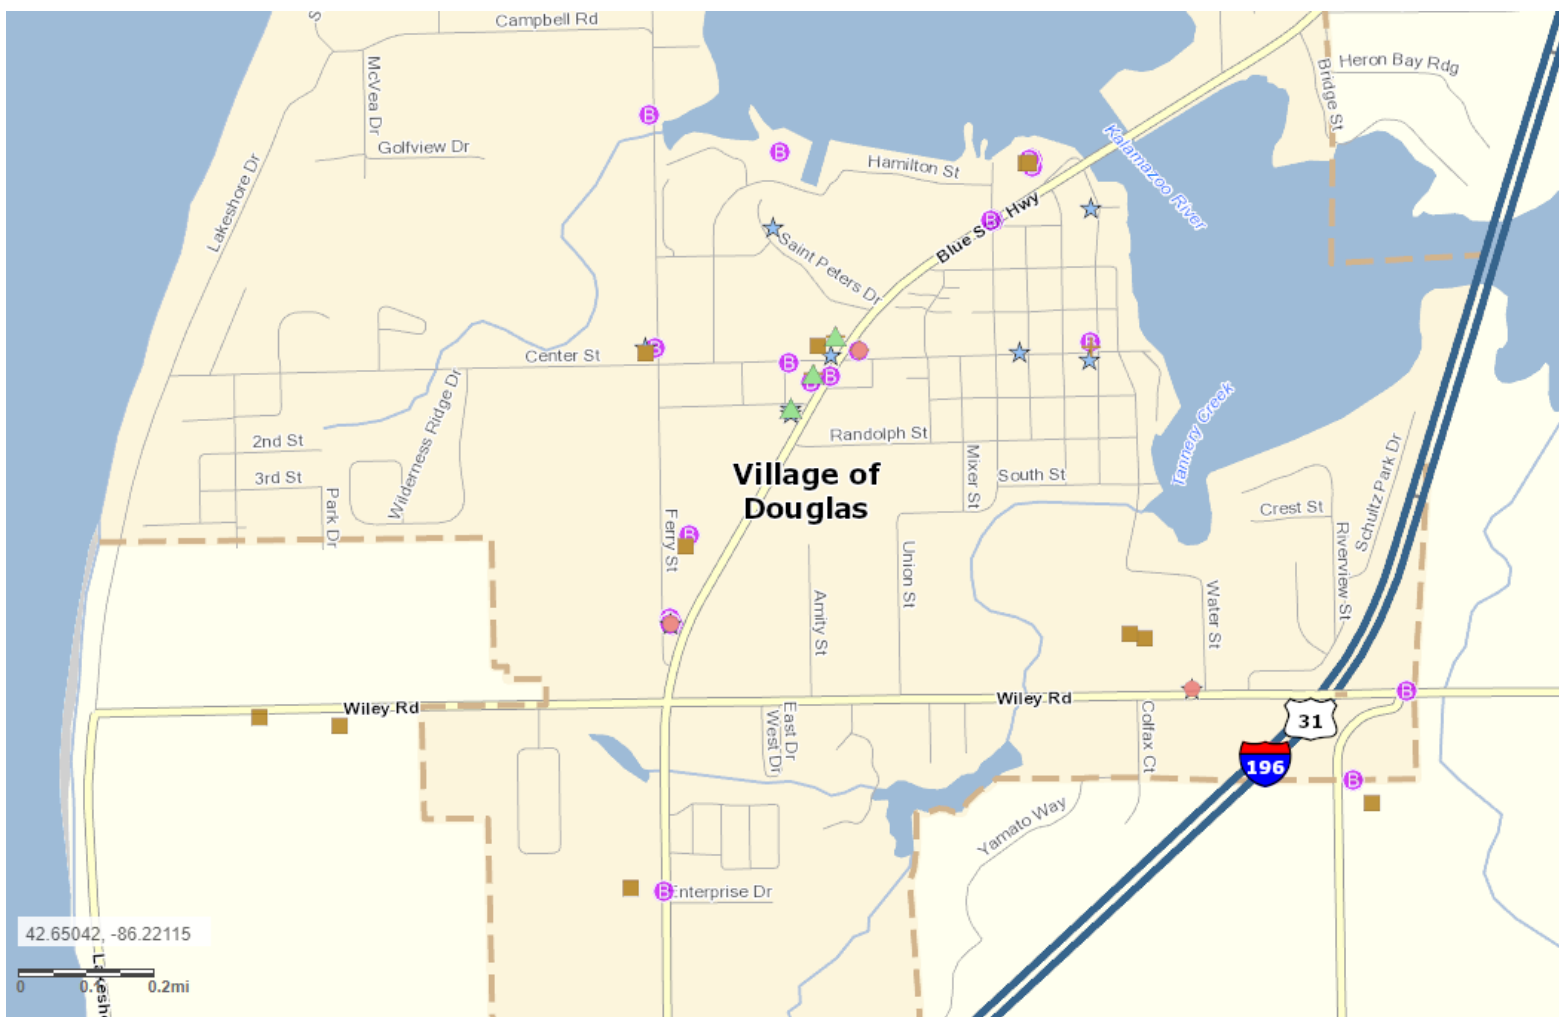 Campbell Rd
Heron Bay Rdg
Bridge St
McVea Dr
Golfview Dr
Hamilton St
Kalamazoo River
Lakeshore Dr
Hwy
Saint Peters Dr
Center St
Wilderness Ridge Dr
2nd St
Randolph St
Tannery Creek
3rd St
Park Dr
Village of
Douglas
Mixer St
South St
Crest St
Schultz Park Dr
Ferry St
Union St
Riverview St
Amity St
Water St
Wiley Rd
Wiley Rd
East Dr
West Dr
Colfax Ct
31
196
Yamato Way
Enterprise Dr
42.65042, -86.22115
0
0.2mi
B
B
B
B
B
B
B
B
B
B
B